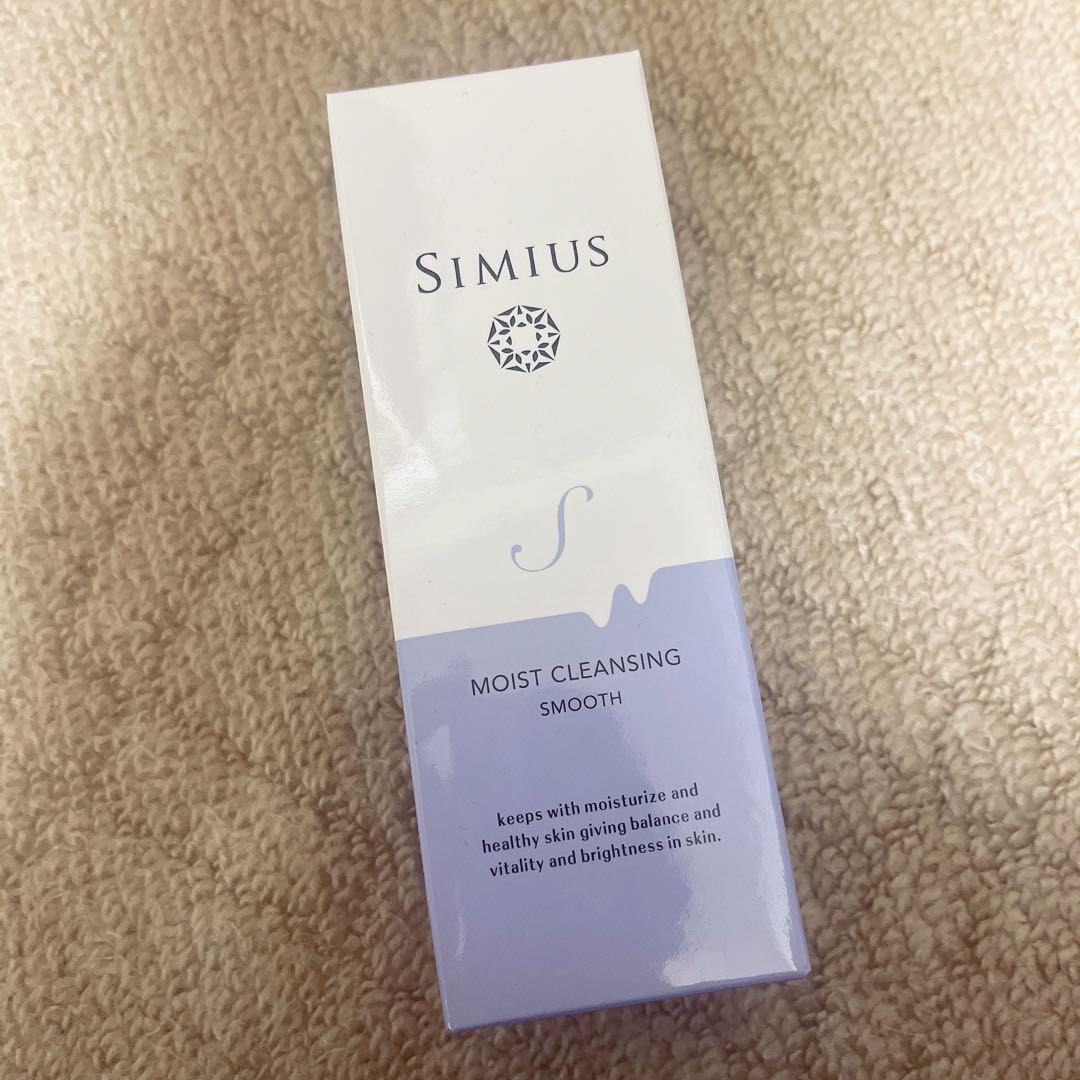 SIMIUS
S
MOIST CLEANSING
SMOOTH
keeps with moisturize and
healthy skin giving balance and
vitality and brightness in skin.